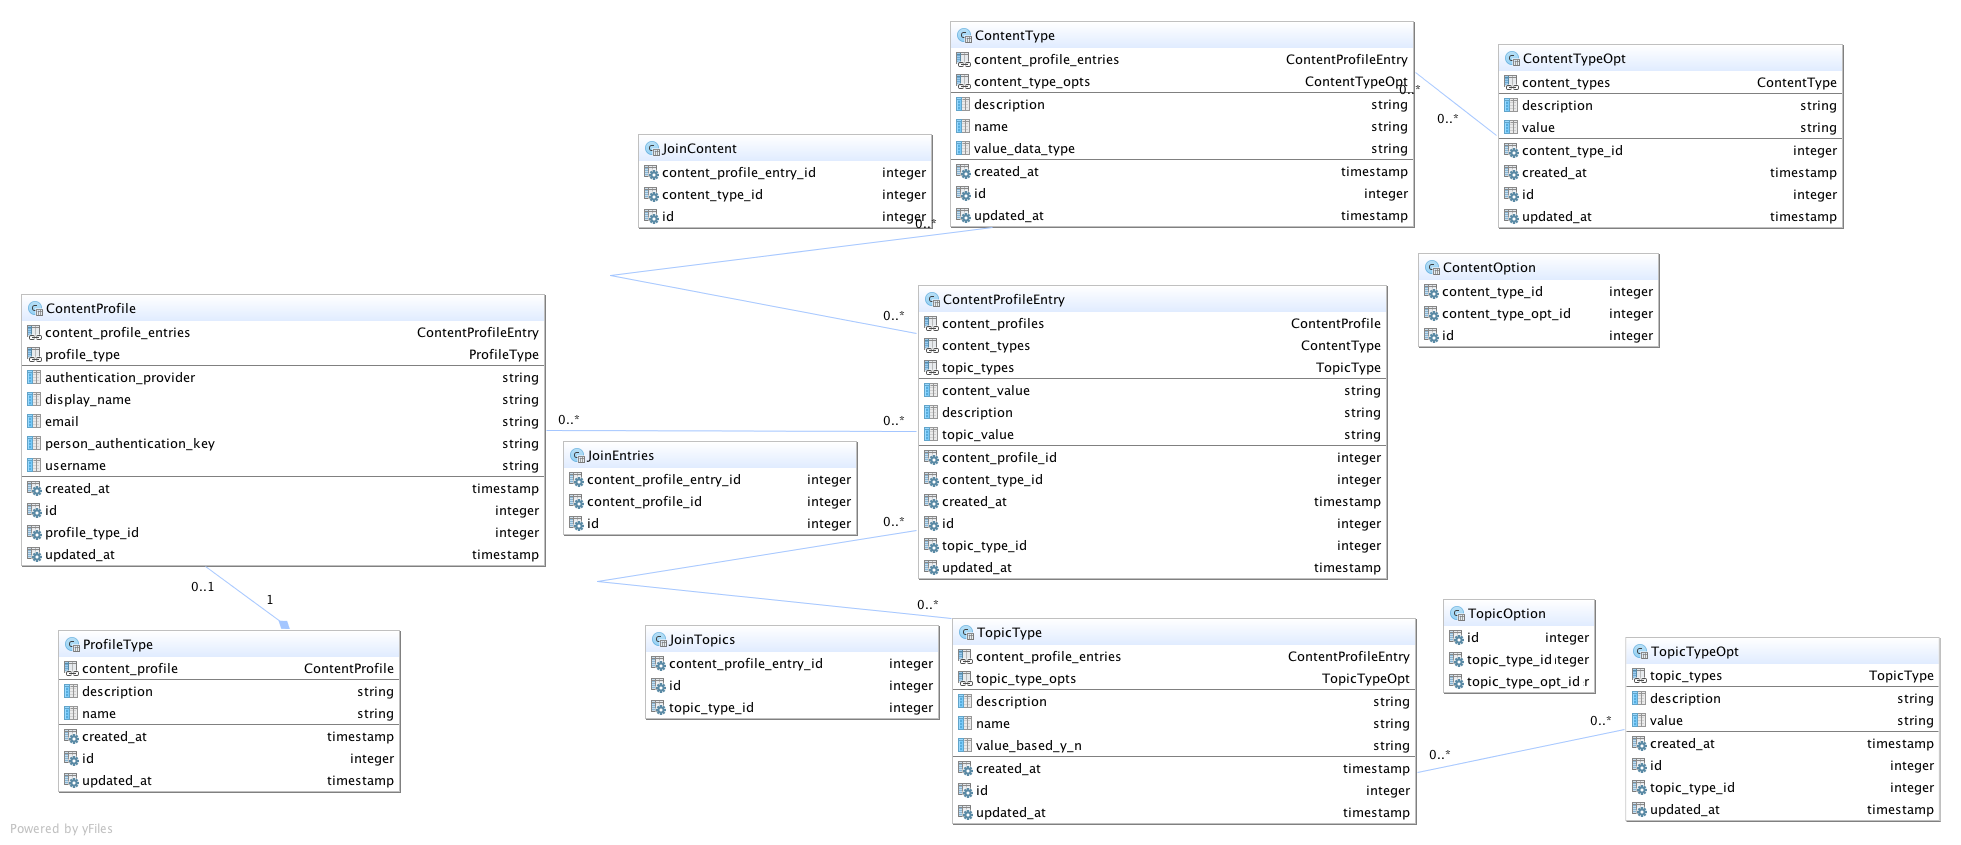 ContentType
content_profile_entries ContentProfileEntry
content_type_opts ContentTypeOpt
description string
name string
value_data_type string
created_at timestamp
id integer
updated_at timestamp
0..*
0..*
ContentTypeOpt
content_types ContentType
description string
value string
content_type_id integer
created_at timestamp
id integer
updated_at timestamp
JoinContent
content_profile_entry_id integer
content_type_id integer
id integer
0..*
0..*
ContentOption
content_type_id integer
content_type_opt_id integer
id integer
ContentProfile
content_profile_entries ContentProfileEntry
profile_type ProfileType
authentication_provider string
display_name string
email string
person_authentication_key string
username string
created_at timestamp
id integer
profile_type_id integer
updated_at timestamp
0..*
0..*
ContentProfileEntry
content_profiles ContentProfile
content_types ContentType
topic_types TopicType
content_value string
description string
topic_value string
content_profile_id integer
content_type_id integer
created_at timestamp
id integer
topic_type_id integer
updated_at timestamp
JoinEntries
content_profile_entry_id integer
content_profile_id integer
id integer
0..*
0..*
0..1
1
ProfileType
content_profile ContentProfile
description string
name string
created_at timestamp
id integer
updated_at timestamp
JoinTopics
content_profile_entry_id integer
id integer
topic_type_id integer
TopicType
content_profile_entries ContentProfileEntry
topic_type_opts TopicTypeOpt
description string
name string
value_based_y_n string
created_at timestamp
id integer
updated_at timestamp
0..*
0..*
TopicOption
id integer
topic_type_id teger
topic_type_opt_id r
TopicTypeOpt
topic_types TopicType
description string
value string
created_at timestamp
id integer
topic_type_id integer
updated_at timestamp
Powered by yFiles